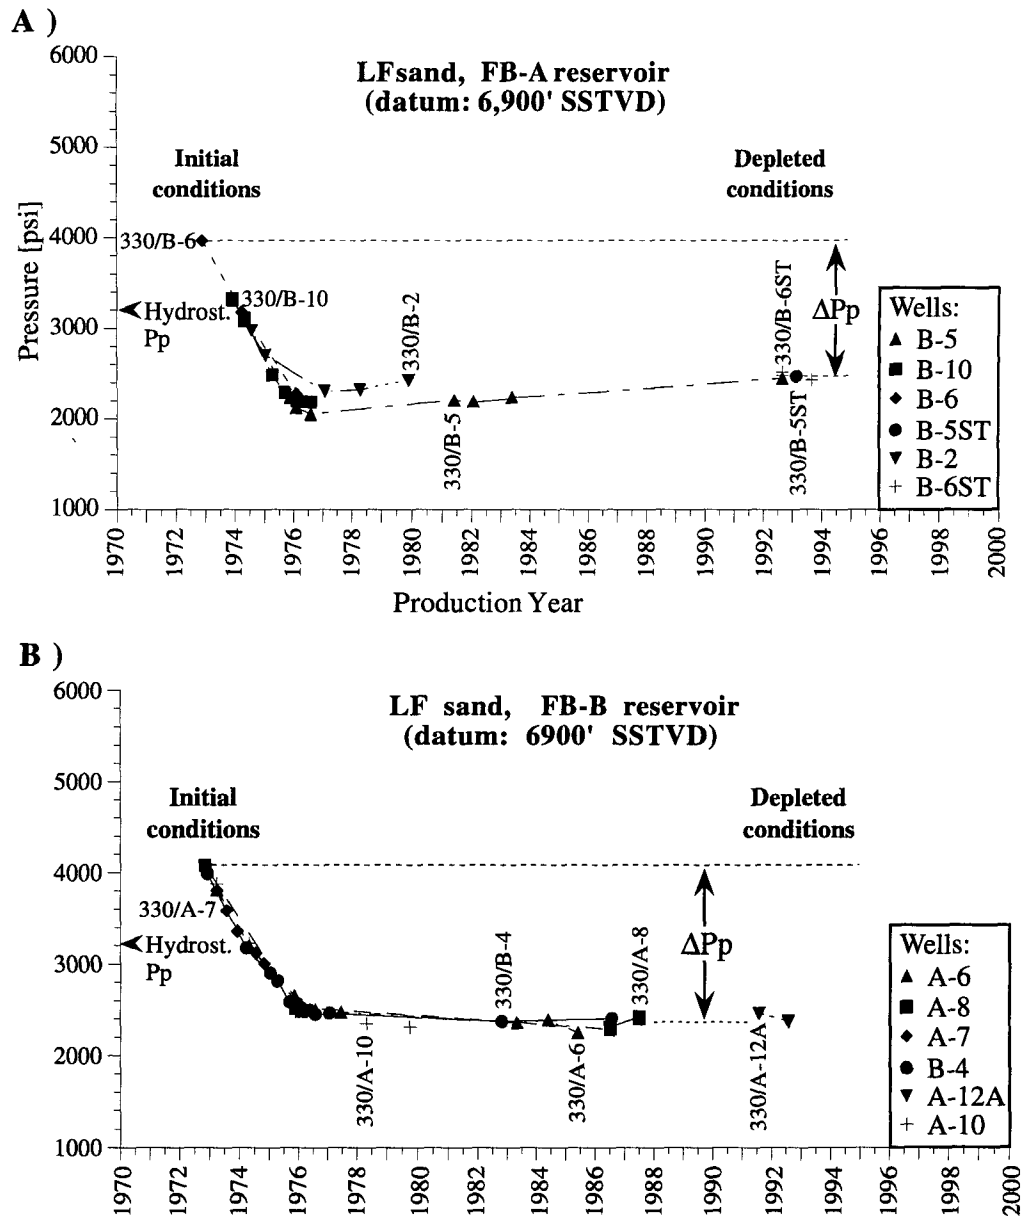 A )
LF sand, FB-A reservoir
(datum: 6,900' SSTVD)
6000
5000
4000
3000
2000
1000
Pressure [psi]
Initial
conditions
Depleted
conditions
330/B-6
330/B-10
Hydrost.
Pp
330/B-2
330/B-5
330/B-6ST
330/B-5ST
ΔPp
Wells:
B-5
B-10
B-6
B-5ST
B-2
B-6ST
1970 1972 1974 1976 1978 1980 1982 1984 1986 1988 1990 1992 1994 1996 1998 2000
Production Year
B )
LF sand, FB-B reservoir
(datum: 6900' SSTVD)
6000
5000
4000
3000
2000
1000
Initial
conditions
Depleted
conditions
330/A-7
Hydrost.
Pp
330/A-10
330/B-4
330/A-6
330/A-8
330/A-12A
ΔPp
Wells:
A-6
A-8
A-7
B-4
A-12A
A-10
1970 1972 1974 1976 1978 1980 1982 1984 1986 1988 1990 1992 1994 1996 1998 2000